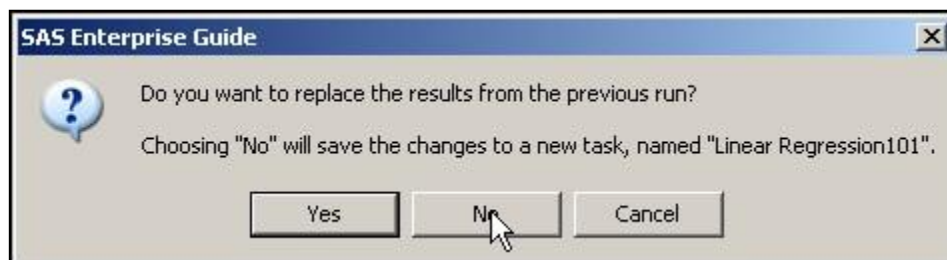 SAS Enterprise Guide
Do you want to replace the results from the previous run?
Choosing "No" will save the changes to a new task, named "Linear Regression101".
Yes No Cancel